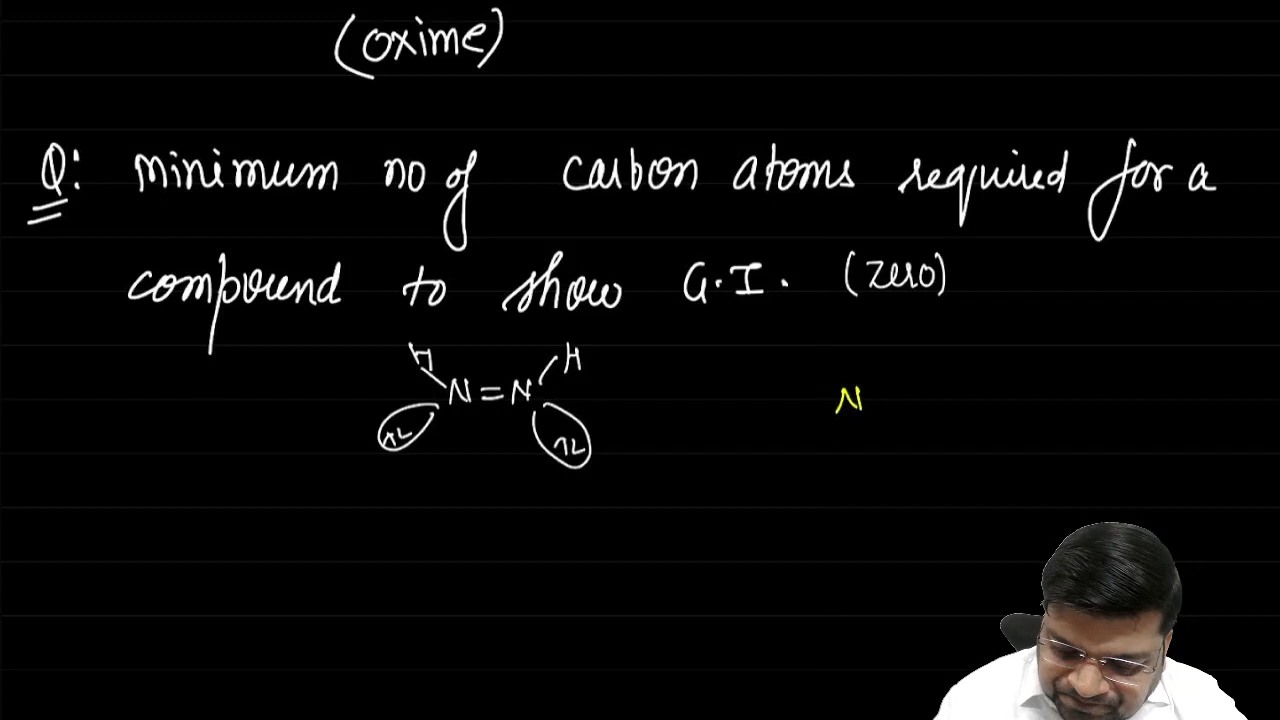 (oxime)
Q: minimum no of carbon atoms required for a
compound to show G.I. (zero)
H H
N = N
N